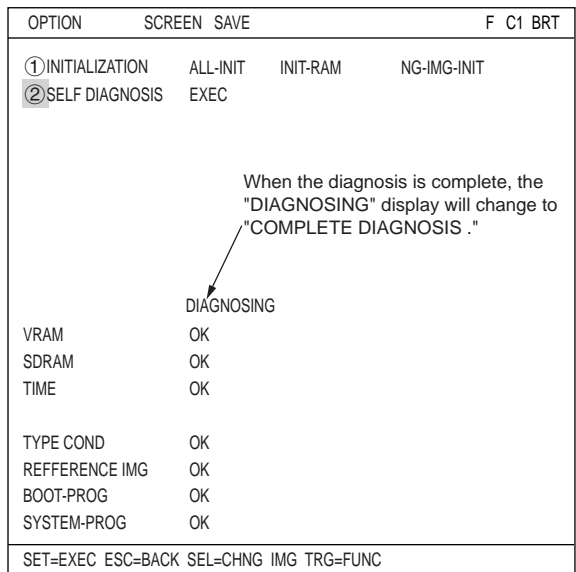 OPTION SCREEN SAVE F C1 BRT
①INITIALIZATION ALL-INIT INIT-RAM NG-IMG-INIT
②SELF DIAGNOSIS EXEC
When the diagnosis is complete, the
"DIAGNOSING" display will change to
"COMPLETE DIAGNOSIS ."
DIAGNOSING
VRAM OK
SDRAM OK
TIME OK
TYPE COND OK
REFFERENCE IMG OK
BOOT-PROG OK
SYSTEM-PROG OK
SET=EXEC ESC=BACK SEL=CHNG IMG TRG=FUNC